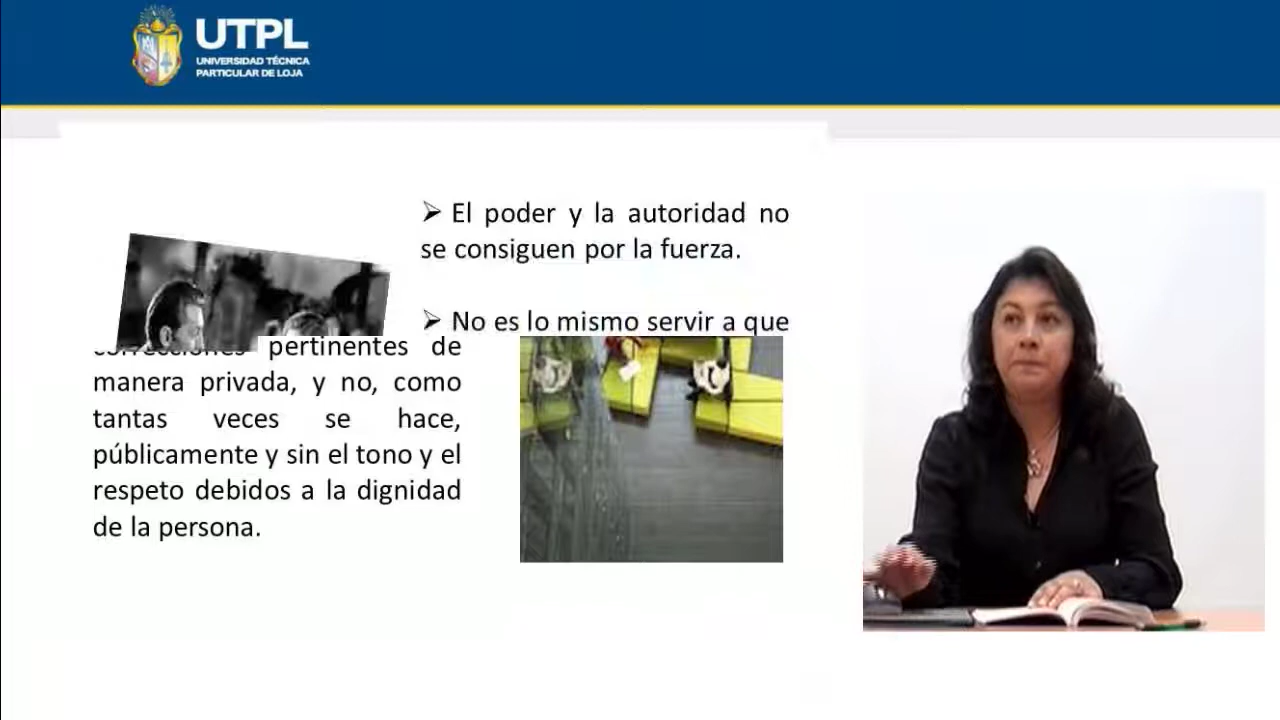 UTPL
UNIVERSIDAD TÉCNICA
PARTICULAR DE LOJA
➢ El poder y la autoridad no
se consiguen por la fuerza.
➢ No es lo mismo servir a que
pertinentes de
manera privada, y no, como
tantas veces se hace,
públicamente y sin el tono y el
respeto debidos a la dignidad
de la persona.